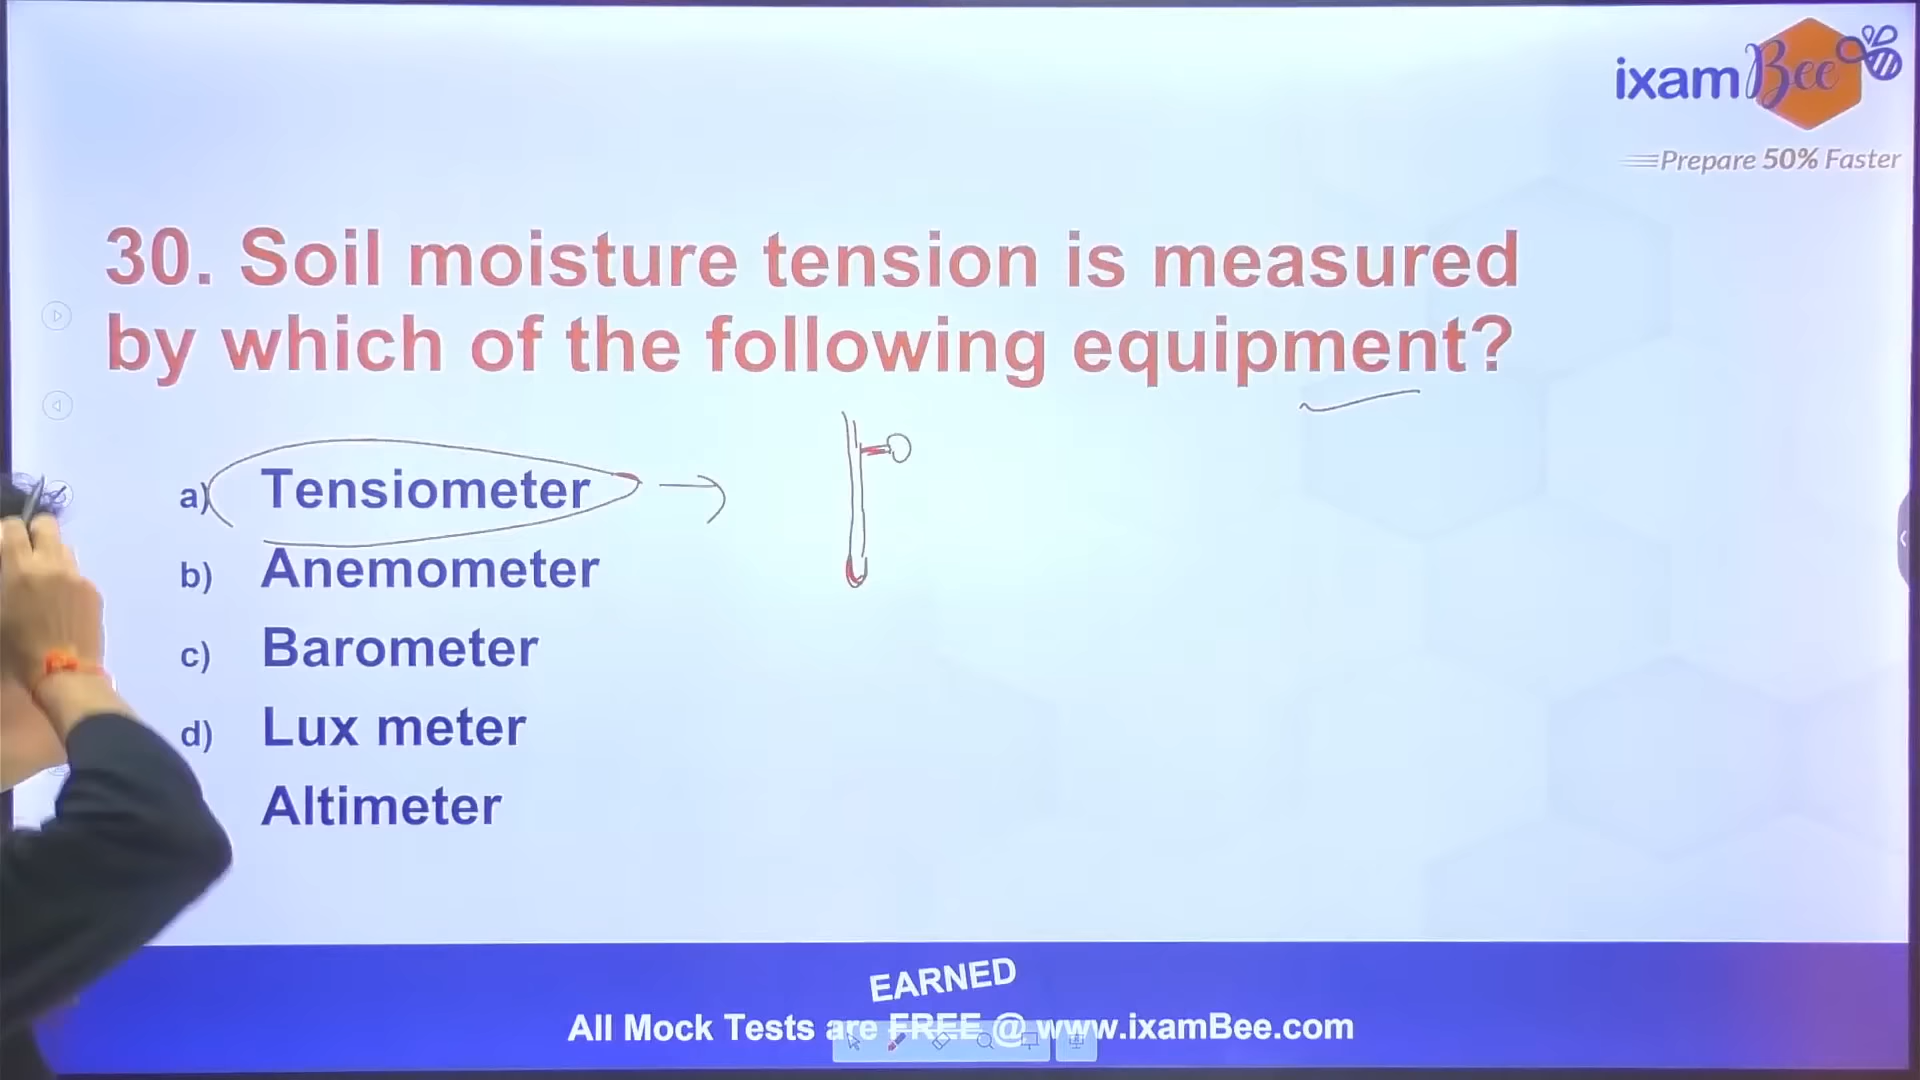 ixamBee
Prepare 50% Faster
30. Soil moisture tension is measured
by which of the following equipment?
a) Tensiometer
b) Anemometer
c) Barometer
d) Lux meter
Altimeter
EARNED
All Mock Tests are FREE @ www.ixamBee.com